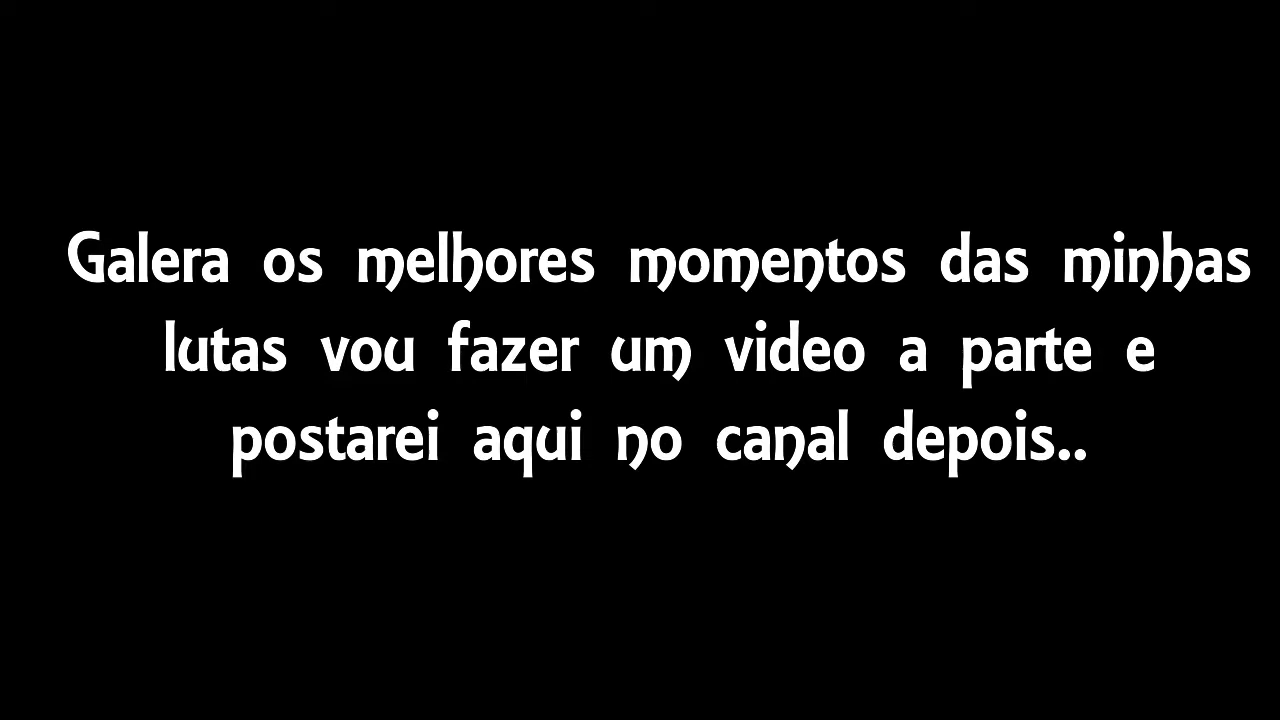 Galera os melhores momentos das minhas
lutas vou fazer um video a parte e
postarei aqui no canal depois..